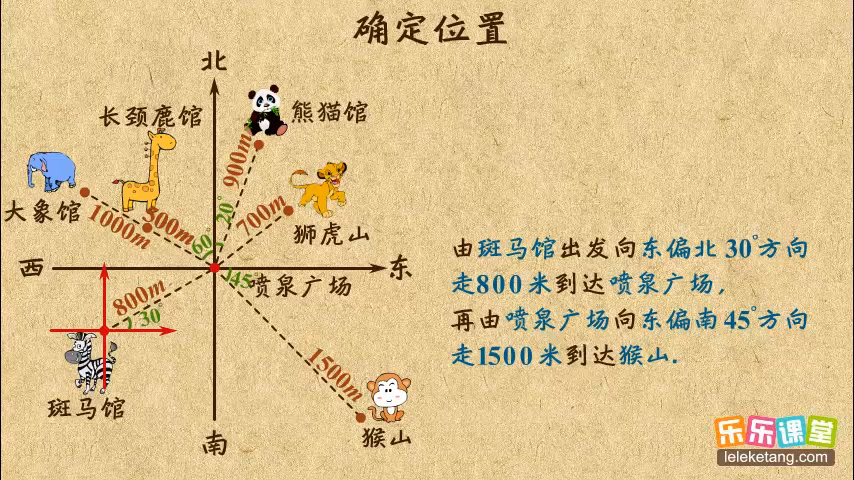 确定位置
北
长颈鹿馆
熊猫馆
900m
大象馆
1000m
500m
60°
20°
700m
狮虎山
西
东
45°
喷泉广场
800m
30
斑马馆
1500m
猴山
南
由斑马馆出发向东偏北30°方向
走800米到达喷泉广场，
再由喷泉广场向东偏南45°方向
走1500米到达猴山.
乐乐课堂
leleketang.com